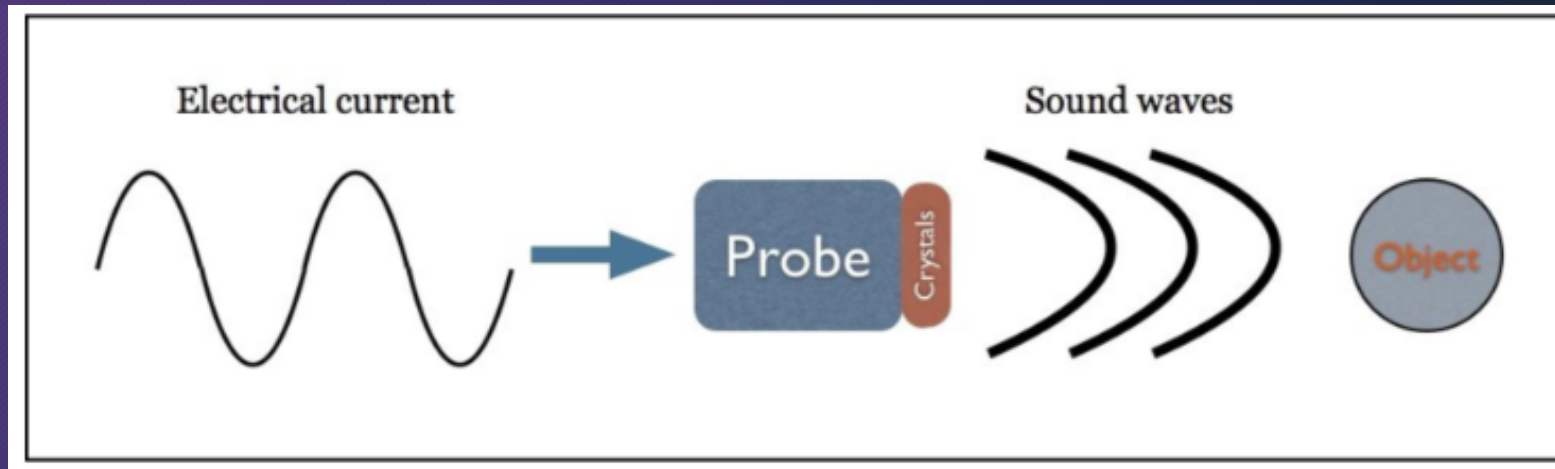 Electrical current
Sound waves
Probe
Crystals
Object